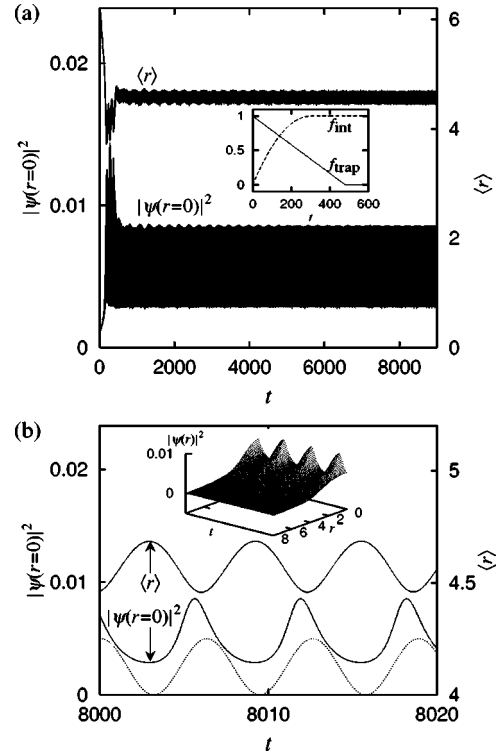 (a)
0.02
0.01
0
|ψ(r=0)|²
⟨r⟩
|ψ(r=0)|²
1
0.5
0
f_int
f_trap
0 200 400 600
t
6
4
2
0
⟨r⟩
0 2000 4000 6000 8000
t
(b)
0.02
0.01
0
|ψ(r=0)|²
|ψ(r)|²
0.01
0
t
8 6 4 2 0
r
⟨r⟩
|ψ(r=0)|²
5
4.5
4
⟨r⟩
8000 8010 8020
t